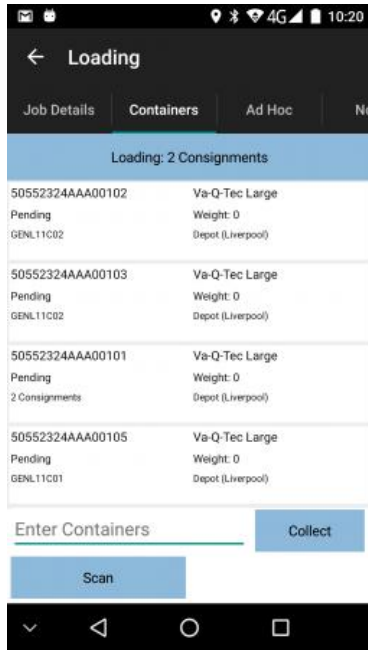 4G 10:20
Loading
Job Details Containers Ad Hoc
Loading: 2 Consignments
50552324AAA00102 Va-Q-Tec Large
Pending Weight: 0
GENL11C02 Depot (Liverpool)
50552324AAA00103 Va-Q-Tec Large
Pending Weight: 0
GENL11C02 Depot (Liverpool)
50552324AAA00101 Va-Q-Tec Large
Pending Weight: 0
2 Consignments Depot (Liverpool)
50552324AAA00105 Va-Q-Tec Large
Pending Weight: 0
GENL11C01 Depot (Liverpool)
Enter Containers Collect
Scan